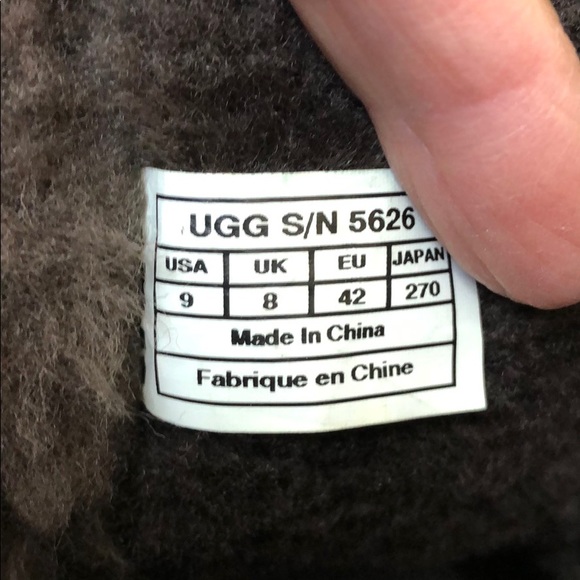 UGG S/N 5626
USA UK EU JAPAN
9 8 42 270
Made In China
Fabrique en Chine